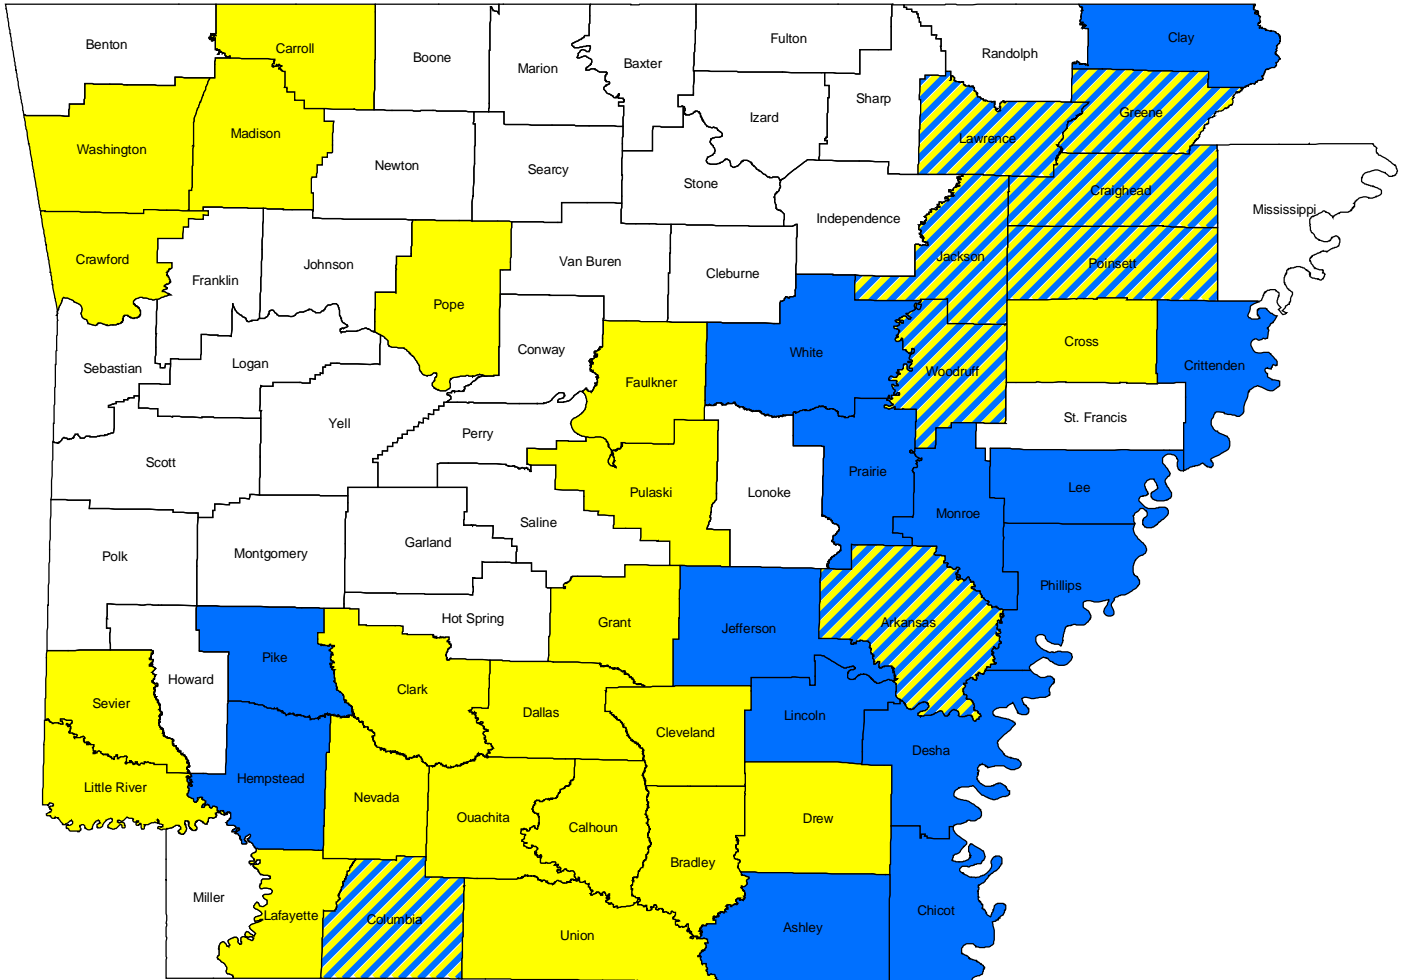 Benton
Carroll
Boone
Marion
Baxter
Fulton
Randolph
Clay
Sharp
Izard
Greene
Lawrence
Washington
Madison
Newton
Searcy
Stone
Craighead
Mississippi
Independence
Crawford
Franklin
Johnson
Pope
Van Buren
Cleburne
Jackson
Poinsett
Sebastian
Logan
Conway
Faulkner
White
Woodruff
Cross
Crittenden
Scott
Yell
Perry
St. Francis
Pulaski
Lonoke
Prairie
Monroe
Lee
Polk
Montgomery
Garland
Saline
Phillips
Hot Spring
Grant
Jefferson
Arkansas
Pike
Howard
Sevier
Clark
Dallas
Cleveland
Lincoln
Desha
Little River
Hempstead
Nevada
Ouachita
Calhoun
Bradley
Drew
Miller
Lafayette
Columbia
Union
Ashley
Chicot